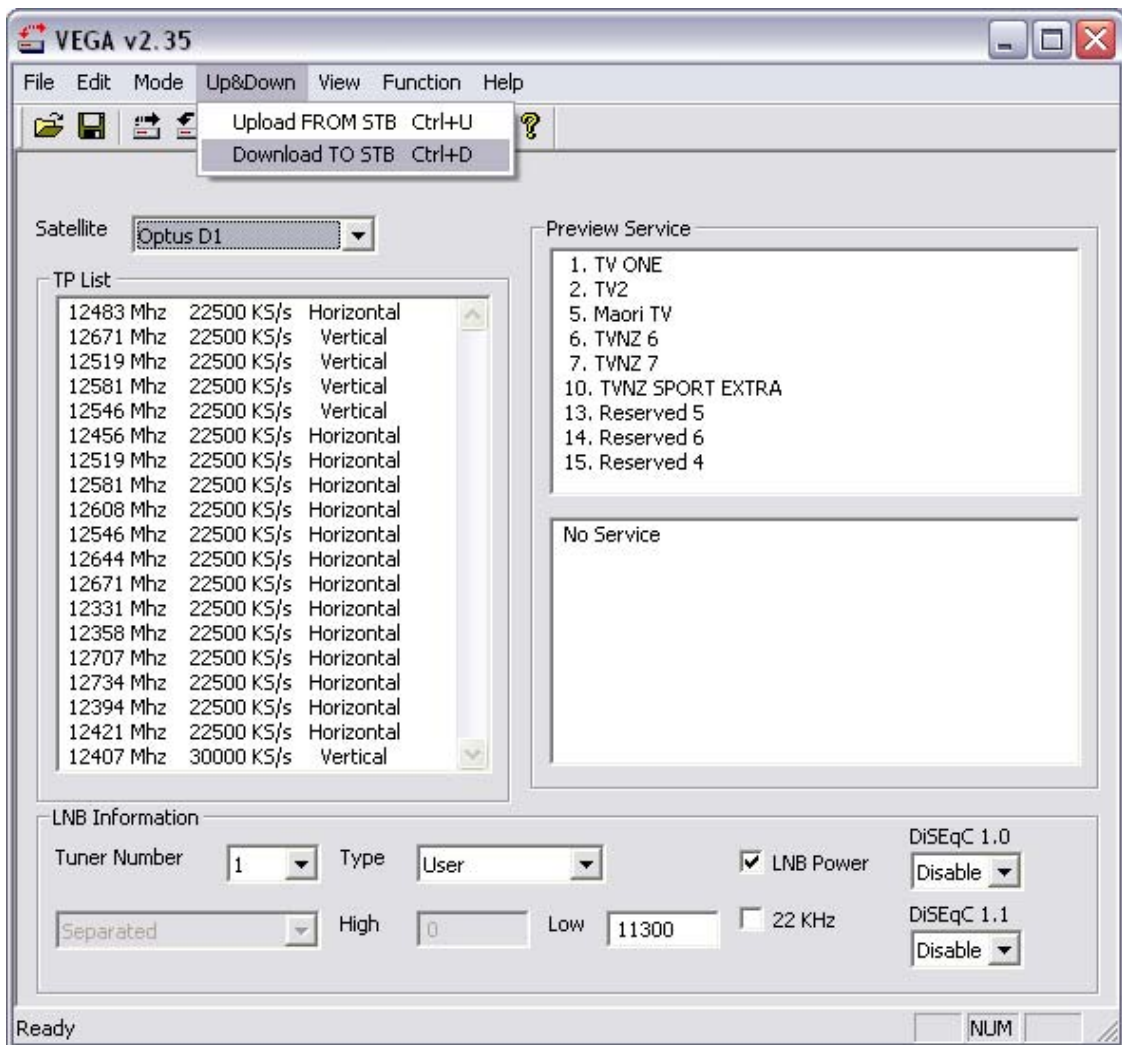 VEGA v2.35
File Edit Mode Up&Down View Function Help
Upload FROM STB Ctrl+U
Download TO STB Ctrl+D
Satellite Optus D1
TP List
12483 Mhz 22500 KS/s Horizontal
12671 Mhz 22500 KS/s Vertical
12519 Mhz 22500 KS/s Vertical
12581 Mhz 22500 KS/s Vertical
12546 Mhz 22500 KS/s Vertical
12456 Mhz 22500 KS/s Horizontal
12519 Mhz 22500 KS/s Horizontal
12581 Mhz 22500 KS/s Horizontal
12608 Mhz 22500 KS/s Horizontal
12546 Mhz 22500 KS/s Horizontal
12644 Mhz 22500 KS/s Horizontal
12671 Mhz 22500 KS/s Horizontal
12331 Mhz 22500 KS/s Horizontal
12358 Mhz 22500 KS/s Horizontal
12707 Mhz 22500 KS/s Horizontal
12734 Mhz 22500 KS/s Horizontal
12394 Mhz 22500 KS/s Horizontal
12421 Mhz 22500 KS/s Horizontal
12407 Mhz 30000 KS/s Vertical
Preview Service
1. TV ONE
2. TV2
5. Maori TV
6. TVNZ 6
7. TVNZ 7
10. TVNZ SPORT EXTRA
13. Reserved 5
14. Reserved 6
15. Reserved 4
No Service
LNB Information
Tuner Number 1 Type User LNB Power
DiSEqC 1.0
Disable
Separated High 0 Low 11300 22 KHz
DiSEqC 1.1
Disable
Ready NUM